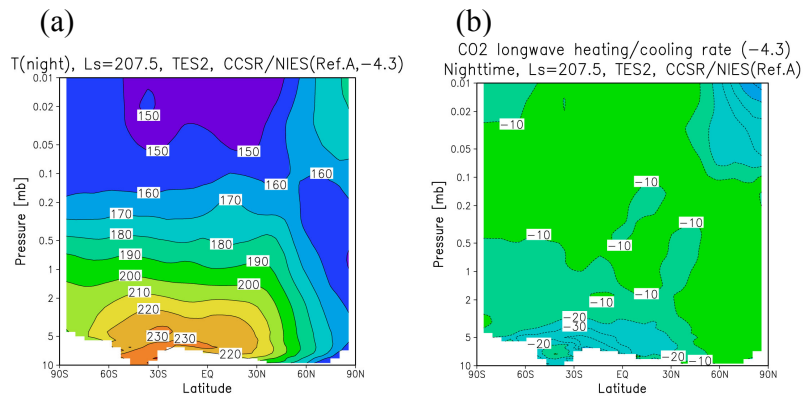 (a)
T(night), Ls=207.5, TES2, CCSR/NIES(Ref.A,-4.3)
0.01
0.02
0.05
0.1
0.2
0.5
1
2
5
10
Pressure [mb]
150
150
150
160
160
160
170
170
180
180
190
190
200
200
210
220
230
230
220
90S
60S
30S
EQ
30N
60N
90N
Latitude
(b)
CO2 longwave heating/cooling rate (-4.3)
Nighttime, Ls=207.5, TES2, CCSR/NIES(Ref.A)
0.01
0.02
0.05
0.1
0.2
0.5
1
2
5
10
Pressure [mb]
-10
-10
-10
-10
-10
-10
-10
-20
-30
-20
-20
-10
90S
60S
30S
EQ
30N
60N
90N
Latitude